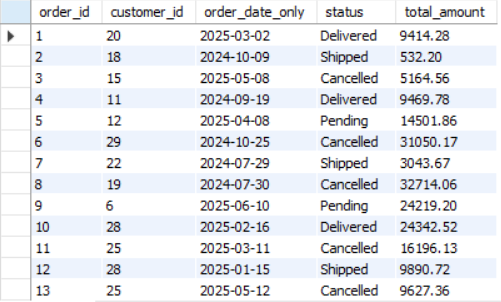 order_id customer_id order_date_only status total_amount
1 20 2025-03-02 Delivered 9414.28
2 18 2024-10-09 Shipped 532.20
3 15 2025-05-08 Cancelled 5164.56
4 11 2024-09-19 Delivered 9469.78
5 12 2025-04-08 Pending 14501.86
6 29 2024-10-25 Cancelled 31050.17
7 22 2024-07-29 Shipped 3043.67
8 19 2024-07-30 Cancelled 32714.06
9 6 2025-06-10 Pending 24219.20
10 28 2025-02-16 Delivered 24342.52
11 25 2025-03-11 Cancelled 16196.13
12 28 2025-01-15 Shipped 9890.72
13 25 2025-05-12 Cancelled 9627.36